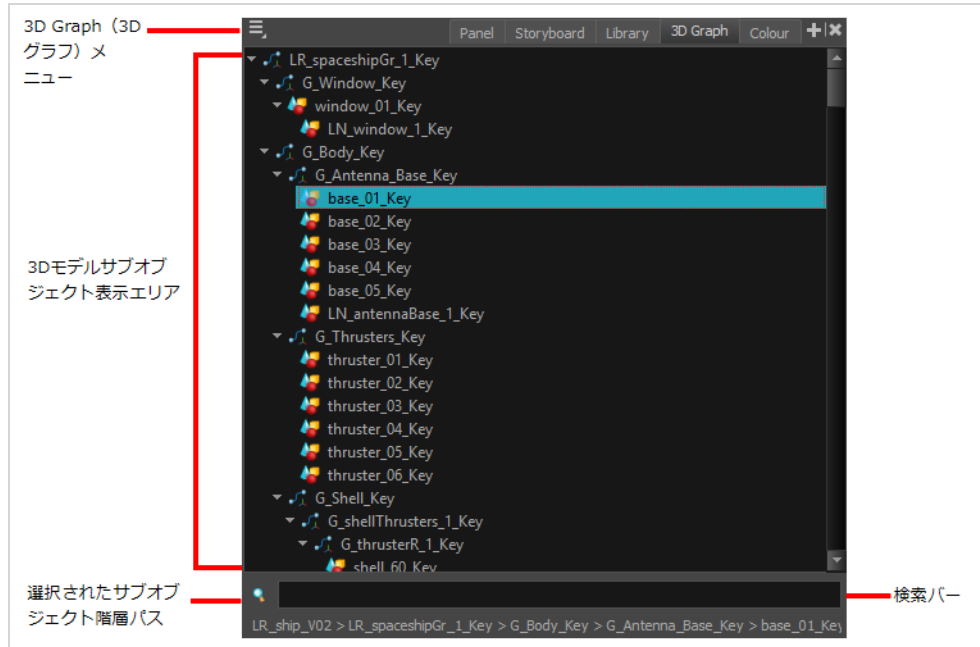 3D Graph（3D
グラフ）メ
ニュー
Panel Storyboard Library 3D Graph Colour
LR_spaceshipGr_1_Key
G_Window_Key
window_01_Key
LN_window_1_Key
G_Body_Key
G_Antenna_Base_Key
base_01_Key
base_02_Key
base_03_Key
base_04_Key
base_05_Key
LN_antennaBase_1_Key
G_Thrusters_Key
thruster_01_Key
thruster_02_Key
thruster_03_Key
thruster_04_Key
thruster_05_Key
thruster_06_Key
G_Shell_Key
G_shellThrusters_1_Key
G_thrusterR_1_Key
shell_60_Key
3Dモデルサブオブ
ジェクト表示エリア
選択されたサブオブ
ジェクト階層パス
検索バー
LR_ship_V02 > LR_spaceshipGr_1_Key > G_Body_Key > G_Antenna_Base_Key > base_01_Key